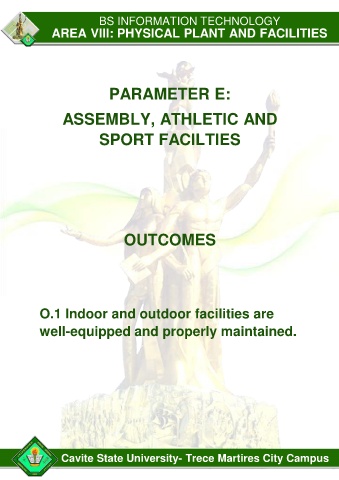 BS INFORMATION TECHNOLOGY
AREA VIII: PHYSICAL PLANT AND FACILITIES
PARAMETER E:
ASSEMBLY, ATHLETIC AND
SPORT FACILTIES
OUTCOMES
O.1 Indoor and outdoor facilities are
well-equipped and properly maintained.
Cavite State University- Trece Martires City Campus